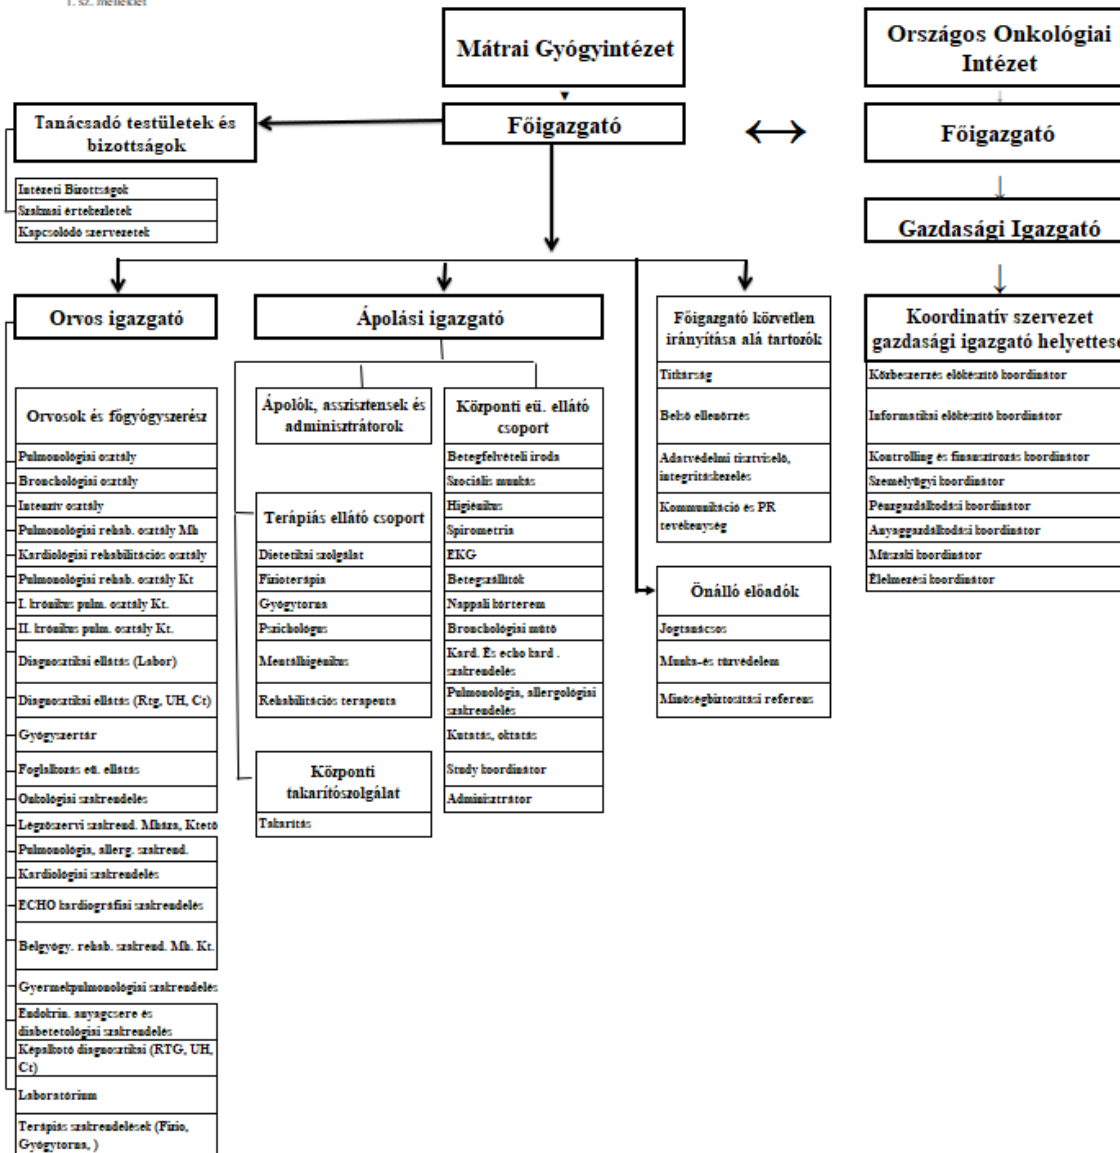 1. sz. melléklet
Mátrai Gyógyintézet
Országos Onkológiai
Intézet
Tanácsadó testületek és
bizottságok
Főigazgató
Főigazgató
Intézeti Bizottságok
Szakmai értekezletek
Kapcsolódó szervezetek
Gazdasági Igazgató
Orvos igazgató
Ápolási igazgató
Főigazgató közvetlen
irányítása alá tartozók
Titkárság
Belső ellenőrzés
Adatvédelmi tisztviselő,
integritáskezelés
Kommunikáció és PR
tevékenység
Koordinatív szervezet
gazdasági igazgató helyettese
Közbeszerzés előkészítő koordinátor
Informatikai előkészítő koordinátor
Kontrolling és finanszírozás koordinátor
Személyügyi koordinátor
Pénzgazdálkodási koordinátor
Anyaggazdálkodási koordinátor
Műszaki koordinátor
Élelmezési koordinátor
Orvosok és főgyógyszerész
Pulmonológiai osztály
Bronchológiai osztály
Intenzív osztály
Pulmonológiai rehab. osztály Mh
Kardiológiai rehabilitációs osztály
Pulmonológiai rehab. osztály Kt
I. krónikus pulm. osztály Kt.
II. krónikus pulm. osztály Kt.
Diagnosztikai ellátás (Labor)
Diagnosztikai ellátás (Rtg, UH, Ct)
Gyógyszertár
Foglalkozás eü. ellátás
Onkológiai szakrendelés
Légzőszervi szakrend. Mháza, Ktető
Pulmonológia, allerg. szakrend.
Kardiológiai szakrendelés
ECHO kardiográfiai szakrendelés
Belgyógy. rehab. szakrend. Mh. Kt.
Gyermekpulmonológiai szakrendelés
Endokrin. anyagcsere és
diabetetológiai szakrendelés
Képalkotó diagnosztikai (RTG, UH,
Ct)
Laboratórium
Terápiás szakrendelések (Fizio,
Gyógytorna, )
Ápolók, asszisztensek és
adminisztrátorok
Terápiás ellátó csoport
Dietetikai szolgálat
Fizioterápia
Gyógytorna
Pszichológus
Mentálhigénikus
Rehabilitációs terapeuta
Központi
takarítószolgálat
Takarítás
Központi eü. ellátó
csoport
Betegfelvételi iroda
Szociális munkás
Higiénikus
Spirometria
EKG
Betegszállítók
Nappali kórterem
Bronchológiai műtő
Kard. És echo kard .
szakrendelés
Pulmonológia, allergológiai
szakrendelés
Kutatás, oktatás
Study koordinátor
Adminisztrátor
Önálló előadók
Jogtanácsos
Munka-és tűzvédelem
Minőségbiztosítási referens